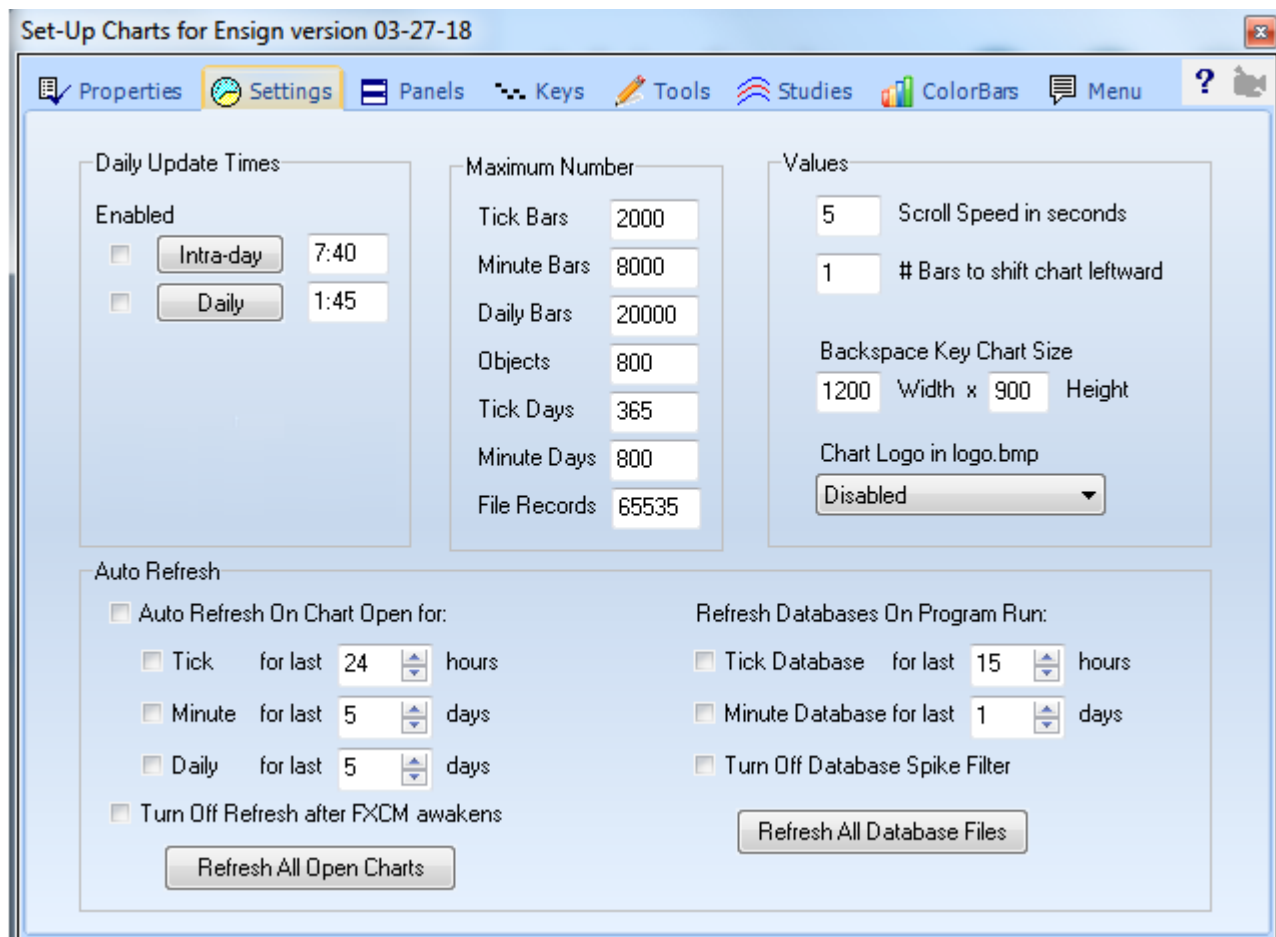 Set-Up Charts for Ensign version 03-27-18
Properties Settings Panels Keys Tools Studies ColorBars Menu ?
Daily Update Times
Enabled
Intra-day 7:40
Daily 1:45
Maximum Number
Tick Bars 2000
Minute Bars 8000
Daily Bars 20000
Objects 800
Tick Days 365
Minute Days 800
File Records 65535
Values
5 Scroll Speed in seconds
1 # Bars to shift chart leftward
Backspace Key Chart Size
1200 Width x 900 Height
Chart Logo in logo.bmp
Disabled
Auto Refresh
Auto Refresh On Chart Open for:
Tick for last 24 hours
Minute for last 5 days
Daily for last 5 days
Turn Off Refresh after FXCM awakens
Refresh All Open Charts
Refresh Databases On Program Run:
Tick Database for last 15 hours
Minute Database for last 1 days
Turn Off Database Spike Filter
Refresh All Database Files